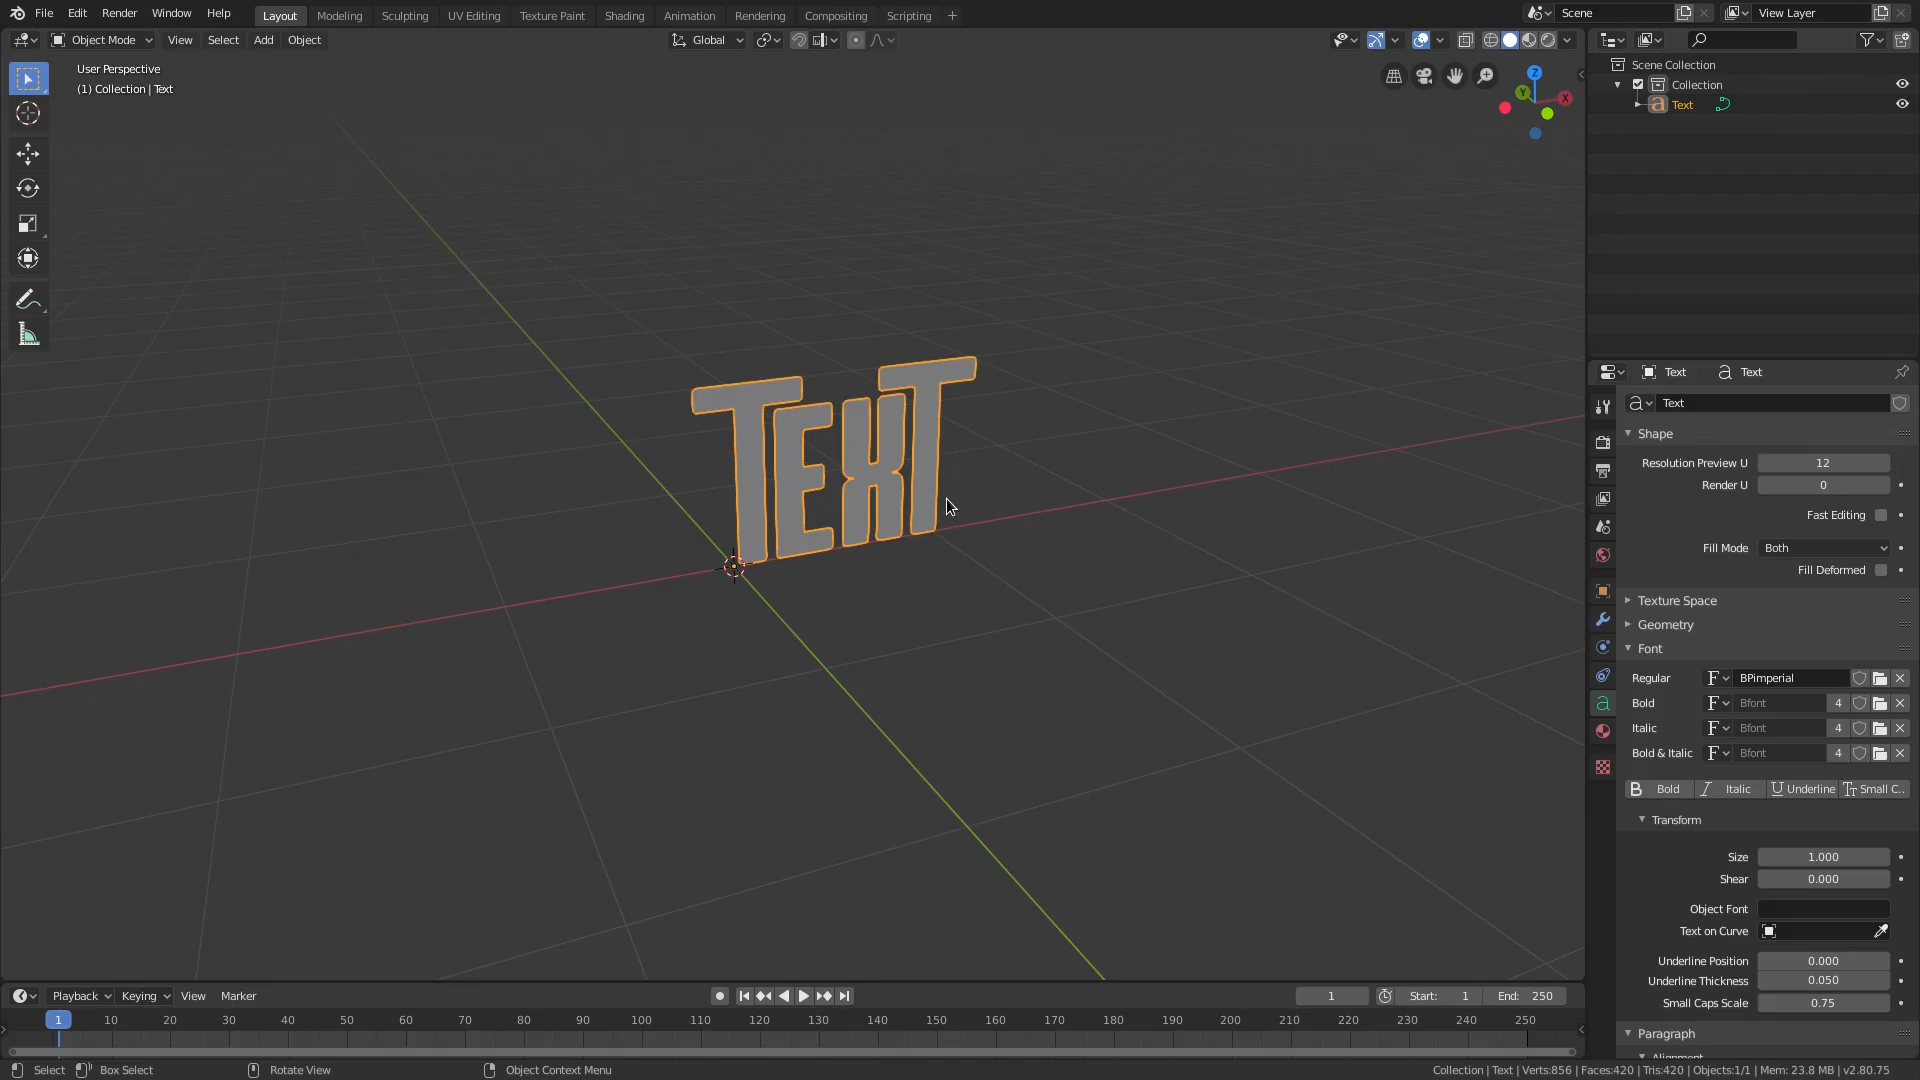 File Edit Render Window Help Layout Modeling Sculpting UV Editing Texture Paint Shading Animation Rendering Compositing Scripting + Scene View Layer
Object Mode View Select Add Object Global
User Perspective
(1) Collection | Text
Z
Y
X
Scene Collection
Collection
Text
TEXT
Text Text
Text
Shape
Resolution Preview U 12
Render U 0
Fast Editing
Fill Mode Both
Fill Deformed
Texture Space
Geometry
Font
Regular F BPimperial
Bold F Bfont 4
Italic F Bfont 4
Bold & Italic F Bfont 4
B Bold I Italic U Underline Tт Small C..
Transform
Size 1.000
Shear 0.000
Object Font
Text on Curve
Underline Position 0.000
Underline Thickness 0.050
Small Caps Scale 0.75
Paragraph
Alignment
Playback Keying View Marker 1 Start: 1 End: 250
1 10 20 30 40 50 60 70 80 90 100 110 120 130 140 150 160 170 180 190 200 210 220 230 240 250
Select Box Select Rotate View Object Context Menu Collection | Text | Verts:856 | Faces:420 | Tris:420 | Objects:1/1 | Mem: 23.8 MB | v2.80.75